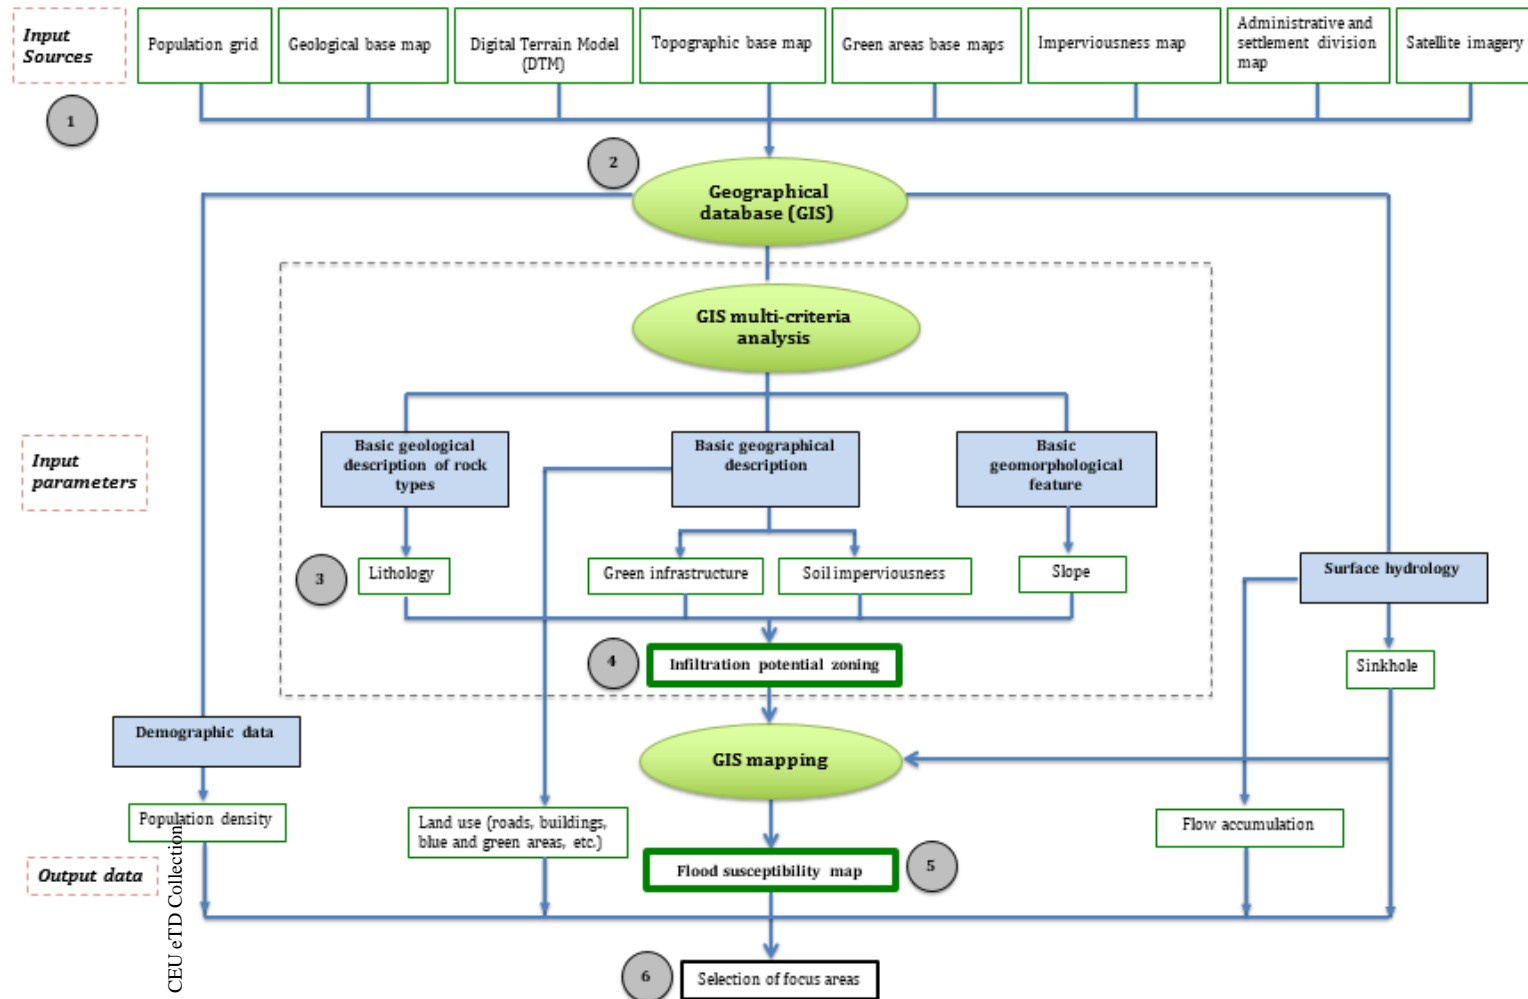 Input
Sources
Population grid
Geological base map
Digital Terrain Model
(DTM)
Topographic base map
Green areas base maps
Imperviousness map
Administrative and
settlement division
map
Satellite imagery
1
2
Geographical
database (GIS)
GIS multi-criteria
analysis
Input
parameters
Basic geological
description of rock
types
Basic geographical
description
Basic
geomorphological
feature
3
Lithology
Green infrastructure
Soil imperviousness
Slope
Surface hydrology
4
Infiltration potential zoning
Sinkhole
Demographic data
GIS mapping
Population density
Land use (roads, buildings,
blue and green areas, etc.)
Flow accumulation
Output data
Flood susceptibility map
5
6
Selection of focus areas
CEU eTD Collection